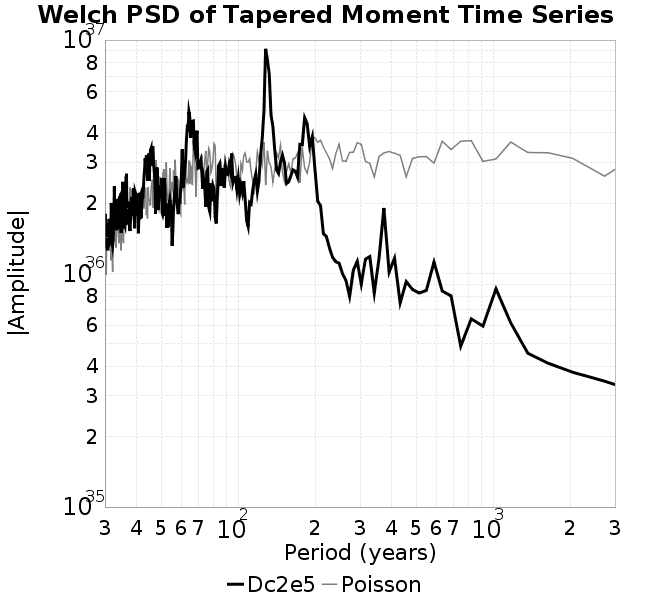 Welch PSD of Tapered Moment Time Series
10^37
8
6
4
3
2
10^36
8
6
4
3
2
10^35
|Amplitude|
3 4 5 6 7 10^2 2 3 4 5 6 7 10^3 2 3
Period (years)
Dc2e5 Poisson